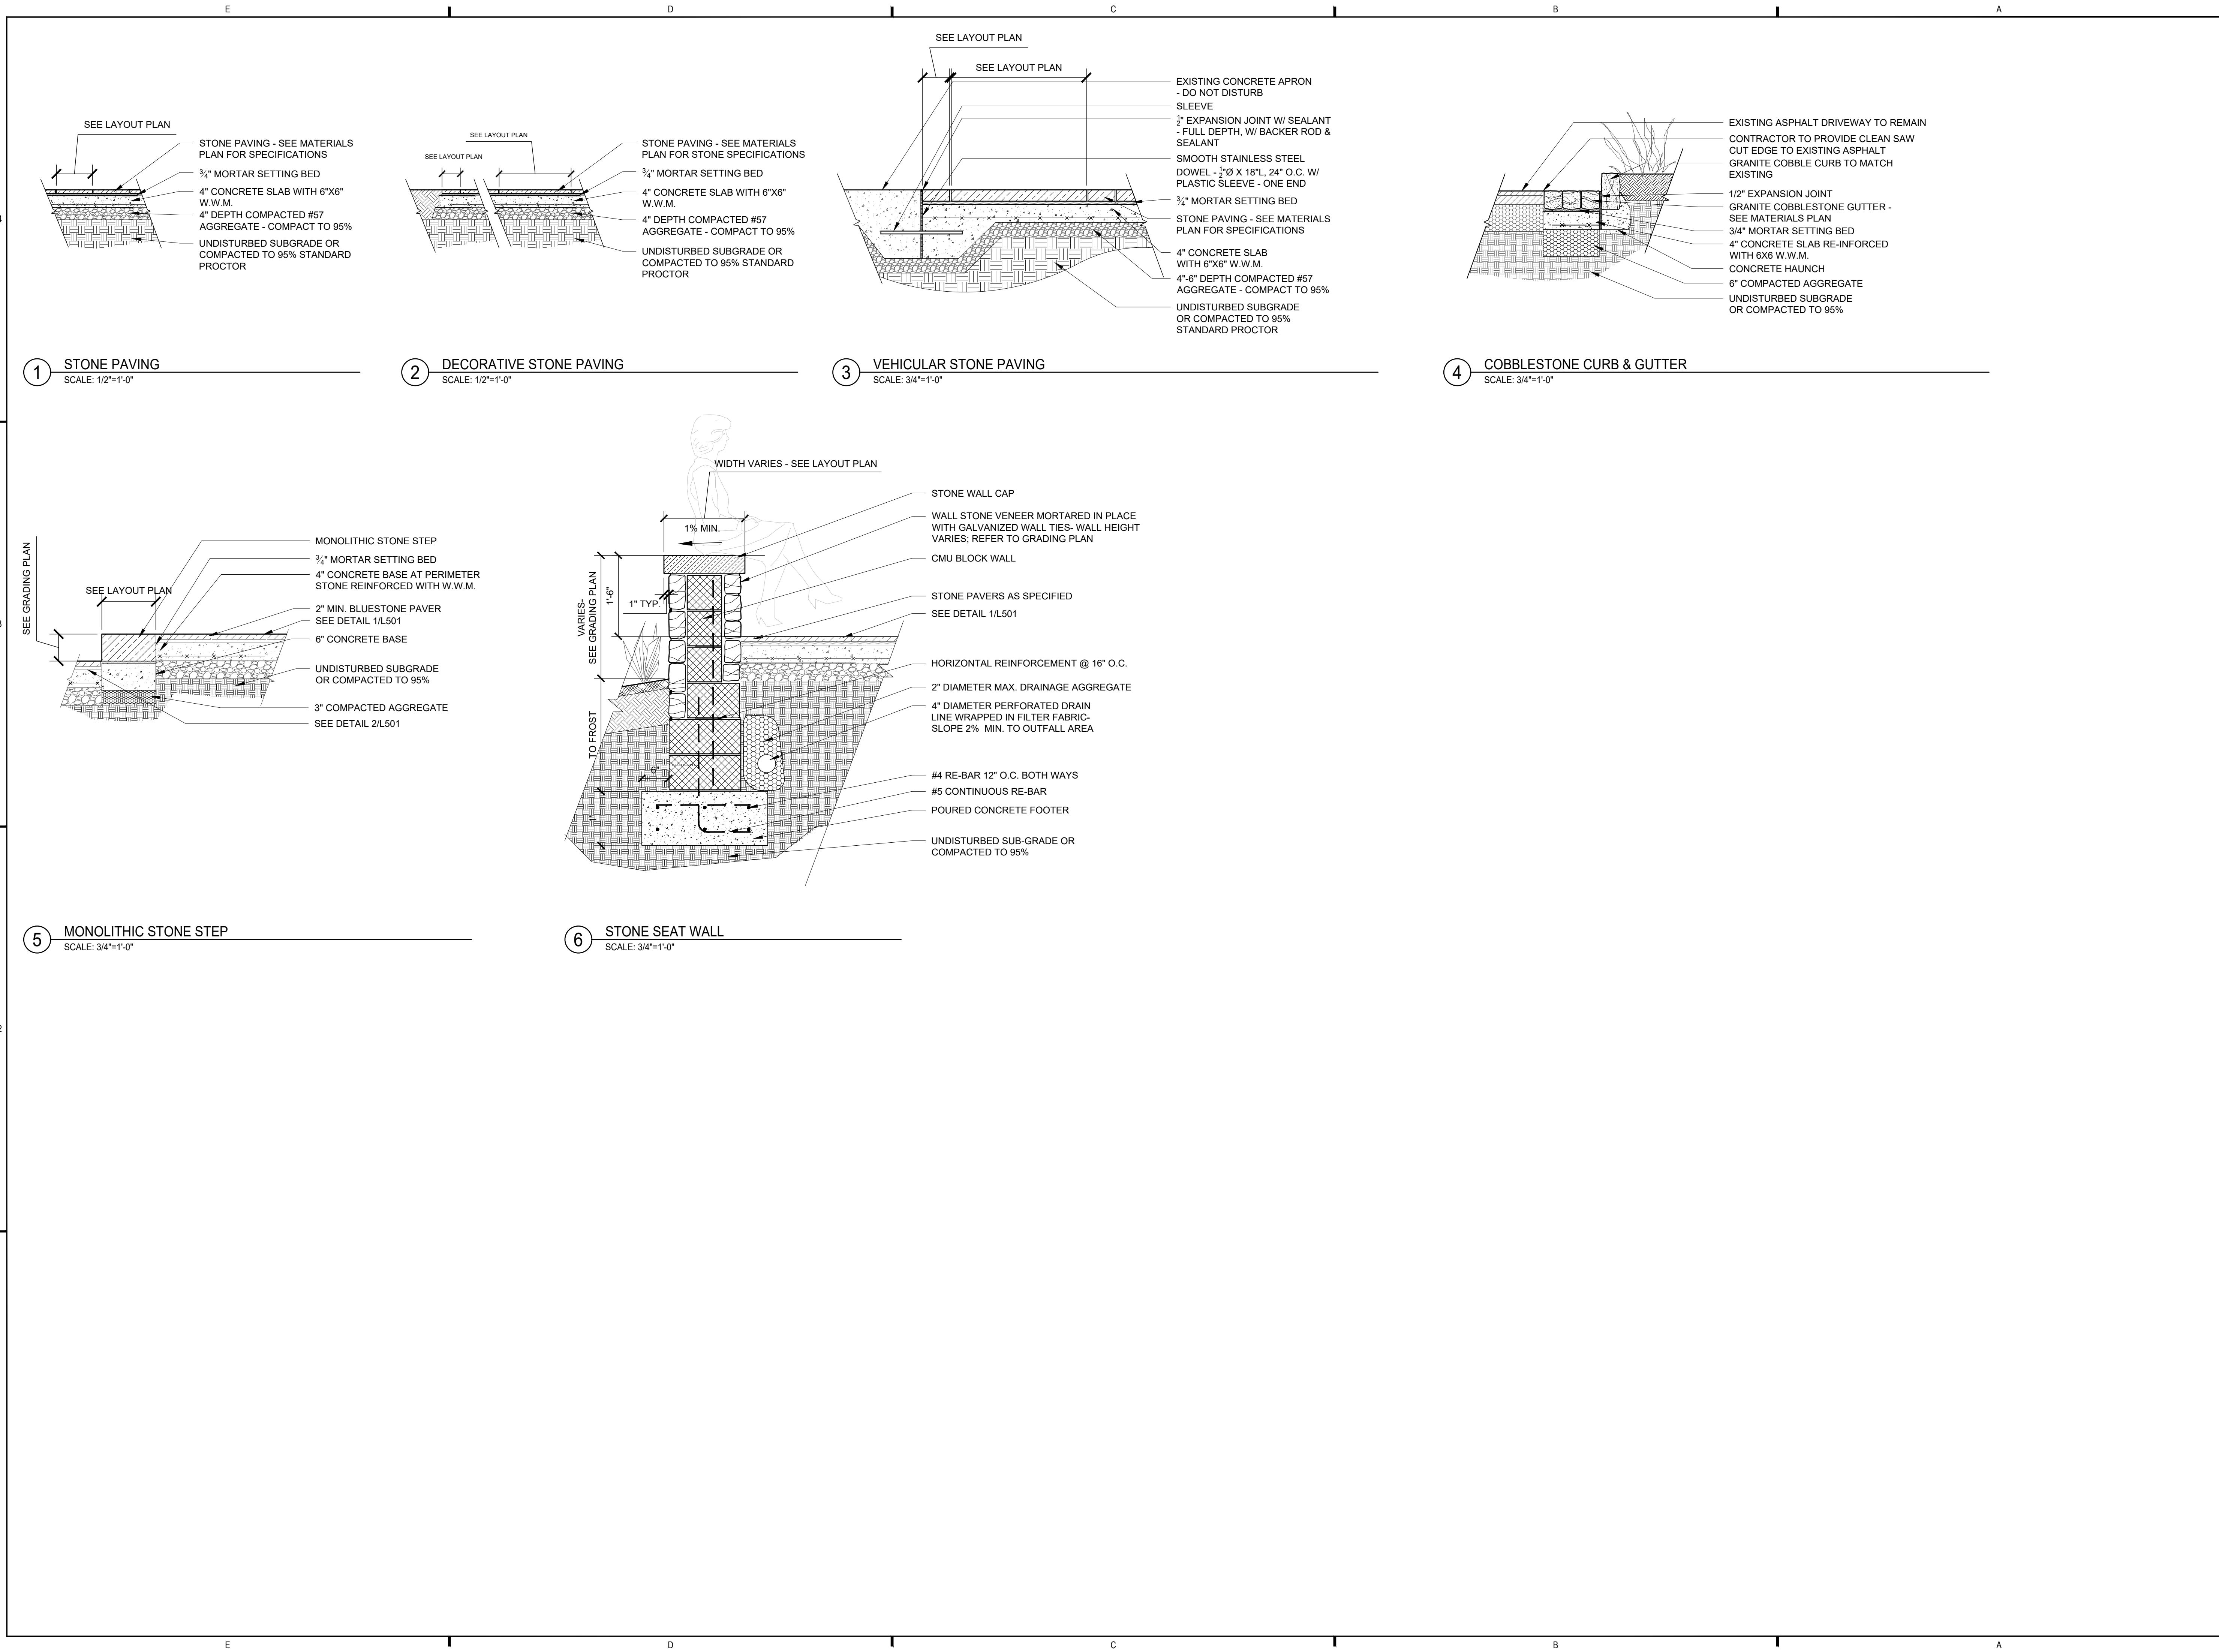 E D C B A
SEE LAYOUT PLAN
STONE PAVING - SEE MATERIALS
PLAN FOR SPECIFICATIONS
3/4" MORTAR SETTING BED
4" CONCRETE SLAB WITH 6"X6"
W.W.M.
4" DEPTH COMPACTED #57
AGGREGATE - COMPACT TO 95%
UNDISTURBED SUBGRADE OR
COMPACTED TO 95% STANDARD
PROCTOR
1 STONE PAVING
SCALE: 1/2"=1'-0"
SEE LAYOUT PLAN
SEE LAYOUT PLAN
STONE PAVING - SEE MATERIALS
PLAN FOR STONE SPECIFICATIONS
3/4" MORTAR SETTING BED
4" CONCRETE SLAB WITH 6"X6"
W.W.M.
4" DEPTH COMPACTED #57
AGGREGATE - COMPACT TO 95%
UNDISTURBED SUBGRADE OR
COMPACTED TO 95% STANDARD
PROCTOR
2 DECORATIVE STONE PAVING
SCALE: 1/2"=1'-0"
SEE LAYOUT PLAN
SEE LAYOUT PLAN
EXISTING CONCRETE APRON
- DO NOT DISTURB
SLEEVE
1/2" EXPANSION JOINT W/ SEALANT
- FULL DEPTH, W/ BACKER ROD &
SEALANT
SMOOTH STAINLESS STEEL
DOWEL - 1/2"Ø X 18"L, 24" O.C. W/
PLASTIC SLEEVE - ONE END
3/4" MORTAR SETTING BED
STONE PAVING - SEE MATERIALS
PLAN FOR SPECIFICATIONS
4" CONCRETE SLAB
WITH 6"X6" W.W.M.
4"-6" DEPTH COMPACTED #57
AGGREGATE - COMPACT TO 95%
UNDISTURBED SUBGRADE
OR COMPACTED TO 95%
STANDARD PROCTOR
3 VEHICULAR STONE PAVING
SCALE: 3/4"=1'-0"
EXISTING ASPHALT DRIVEWAY TO REMAIN
CONTRACTOR TO PROVIDE CLEAN SAW
CUT EDGE TO EXISTING ASPHALT
GRANITE COBBLE CURB TO MATCH
EXISTING
1/2" EXPANSION JOINT
GRANITE COBBLESTONE GUTTER -
SEE MATERIALS PLAN
3/4" MORTAR SETTING BED
4" CONCRETE SLAB RE-INFORCED
WITH 6X6 W.W.M.
CONCRETE HAUNCH
6" COMPACTED AGGREGATE
UNDISTURBED SUBGRADE
OR COMPACTED TO 95%
4 COBBLESTONE CURB & GUTTER
SCALE: 3/4"=1'-0"
SEE GRADING PLAN
SEE LAYOUT PLAN
MONOLITHIC STONE STEP
3/4" MORTAR SETTING BED
4" CONCRETE BASE AT PERIMETER
STONE REINFORCED WITH W.W.M.
2" MIN. BLUESTONE PAVER
SEE DETAIL 1/L501
6" CONCRETE BASE
UNDISTURBED SUBGRADE
OR COMPACTED TO 95%
3" COMPACTED AGGREGATE
SEE DETAIL 2/L501
5 MONOLITHIC STONE STEP
SCALE: 3/4"=1'-0"
WIDTH VARIES - SEE LAYOUT PLAN
1% MIN.
VARIES-
SEE GRADING PLAN
1'-6"
1" TYP.
TO FROST
6"
1'
STONE WALL CAP
WALL STONE VENEER MORTARED IN PLACE
WITH GALVANIZED WALL TIES- WALL HEIGHT
VARIES; REFER TO GRADING PLAN
CMU BLOCK WALL
STONE PAVERS AS SPECIFIED
SEE DETAIL 1/L501
HORIZONTAL REINFORCEMENT @ 16" O.C.
2" DIAMETER MAX. DRAINAGE AGGREGATE
4" DIAMETER PERFORATED DRAIN
LINE WRAPPED IN FILTER FABRIC-
SLOPE 2% MIN. TO OUTFALL AREA
#4 RE-BAR 12" O.C. BOTH WAYS
#5 CONTINUOUS RE-BAR
POURED CONCRETE FOOTER
UNDISTURBED SUB-GRADE OR
COMPACTED TO 95%
6 STONE SEAT WALL
SCALE: 3/4"=1'-0"
E D C B A